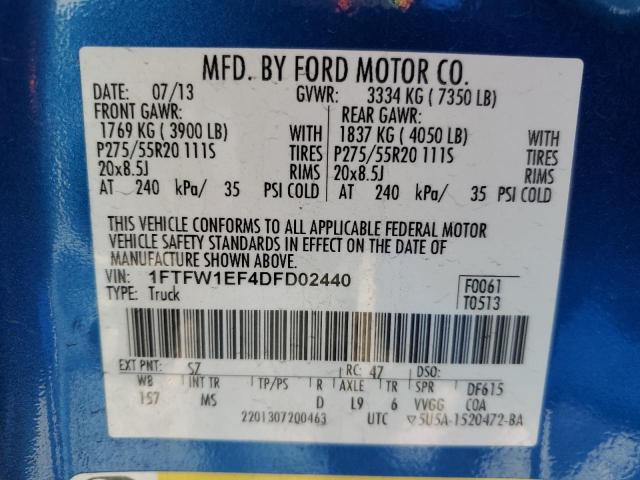 MFD. BY FORD MOTOR CO.
DATE: 07/13 GVWR: 3334 KG ( 7350 LB)
FRONT GAWR: REAR GAWR:
1769 KG ( 3900 LB) WITH 1837 KG ( 4050 LB) WITH
P275/55R20 111S TIRES P275/55R20 111S TIRES
20x8.5J RIMS 20x8.5J RIMS
AT 240 kPa/ 35 PSI COLD AT 240 kPa/ 35 PSI COLD
THIS VEHICLE CONFORMS TO ALL APPLICABLE FEDERAL MOTOR
VEHICLE SAFETY STANDARDS IN EFFECT ON THE DATE OF
MANUFACTURE SHOWN ABOVE.
VIN: 1FTFW1EF4DFD02440 F0061
TYPE: Truck T0513
EXT PNT: SZ RC: 47 DSO:
WB INT TR TP/PS R AXLE TR SPR DF615
157 MS D L9 6 VVGG COA
2201307200463 UTC ▽5U5A-1520472-BA